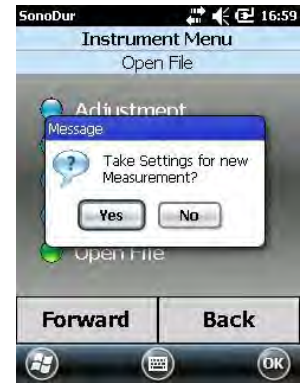 SonoDur 16:59
Instrument Menu
Open File
Adjustment
Message
Take Settings for new
Measurement?
Yes No
Open File
Forward Back
OK